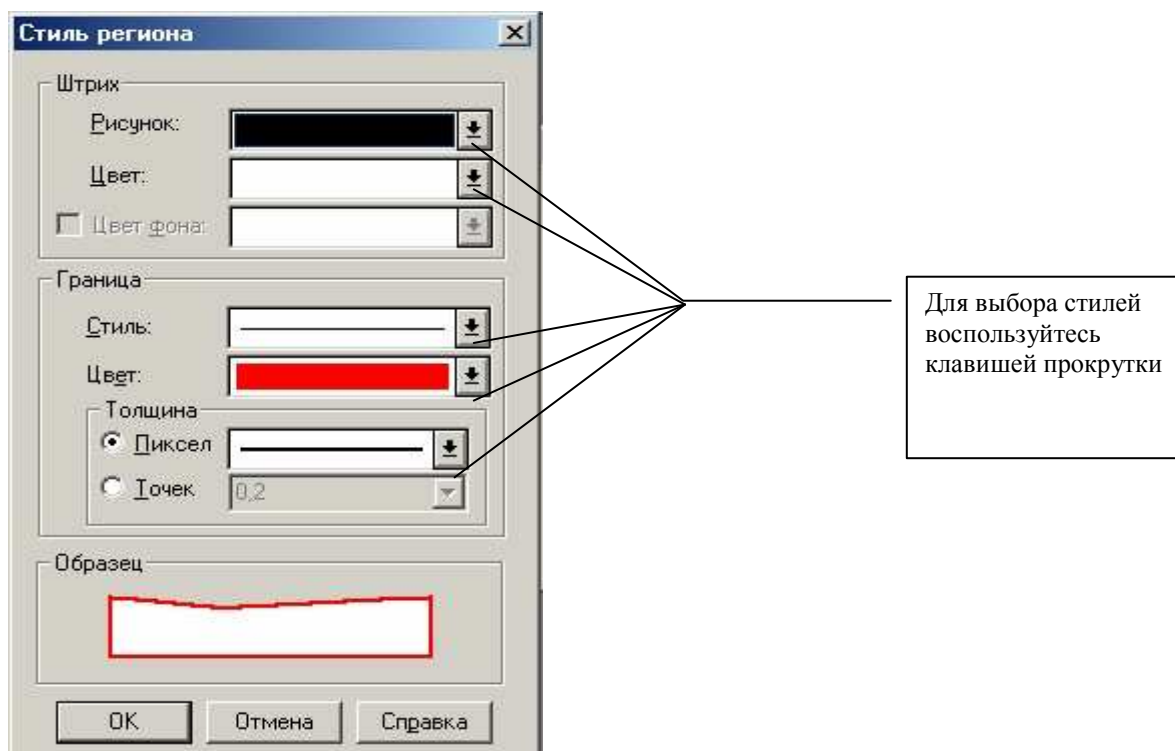 Стиль региона
Штрих
Рисунок:
Цвет:
Цвет фона:
Граница
Стиль:
Цвет:
Толщина
Пиксел
Точек 0,2
Образец
OK Отмена Справка
Для выбора стилей
воспользуйтесь
клавишей прокрутки